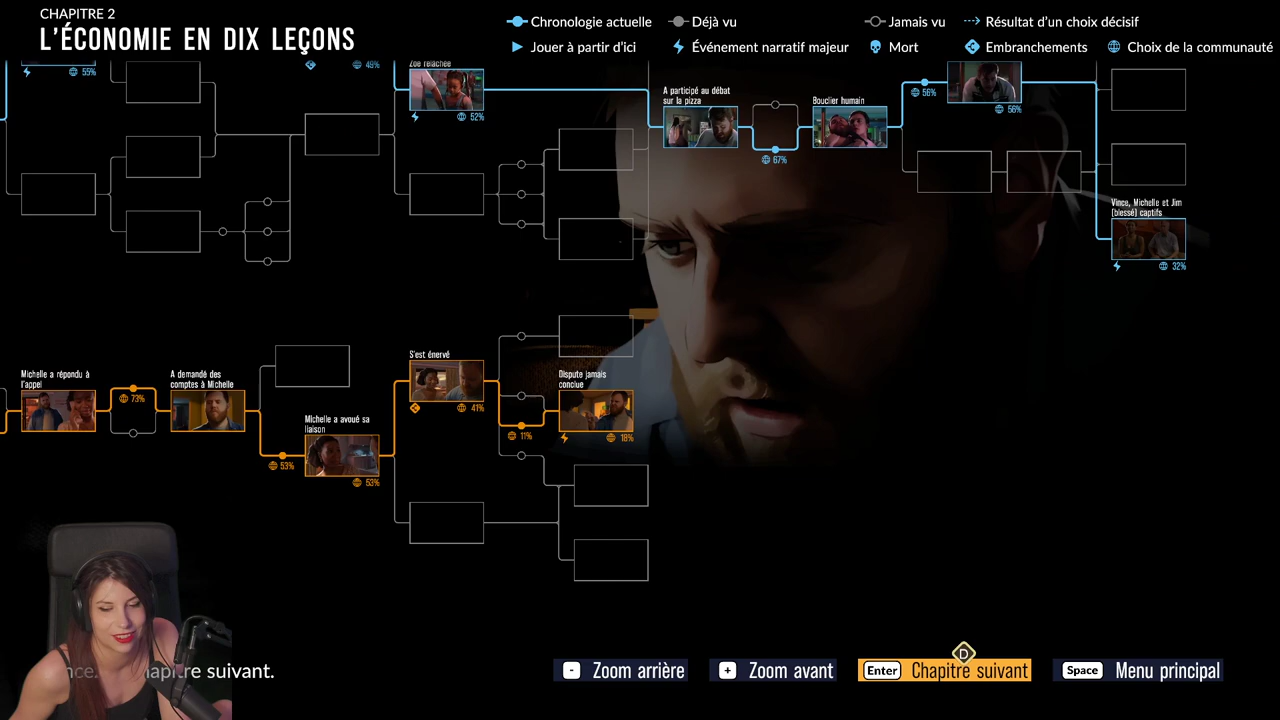 CHAPITRE 2
L'ÉCONOMIE EN DIX LEÇONS
Chronologie actuelle
Déjà vu
Jamais vu
Résultat d'un choix décisif
Jouer à partir d'ici
Événement narratif majeur
Mort
Embranchements
Choix de la communauté
55%
49%
Zoé relâchée
52%
A participé au débat
sur la pizza
67%
Bouclier humain
56%
56%
Vince, Michelle et Jim
(blessé) captifs
32%
Michelle a répondu à
l'appel
73%
A demandé des
comptes à Michelle
53%
Michelle a avoué sa
liaison
53%
S'est énervé
41%
11%
Dispute jamais
conclue
18%
suivant.
- Zoom arrière
+ Zoom avant
D
Enter Chapitre suivant
Space Menu principal